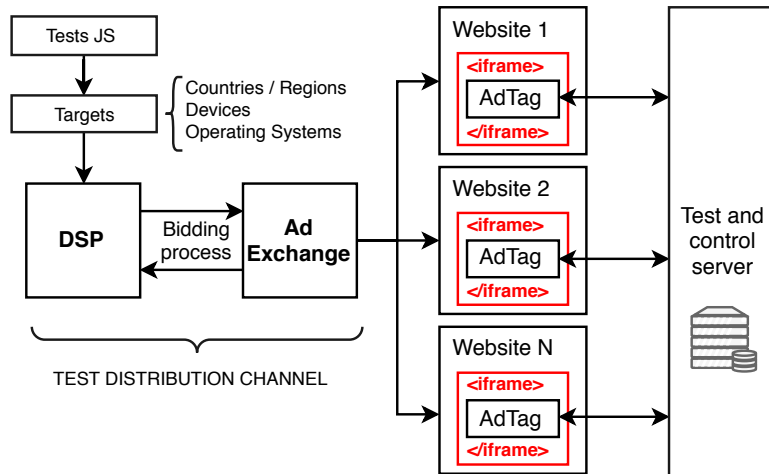 Tests JS
Targets
Countries / Regions
Devices
Operating Systems
DSP
Bidding
process
Ad
Exchange
TEST DISTRIBUTION CHANNEL
Website 1
<iframe>
AdTag
</iframe>
Website 2
<iframe>
AdTag
</iframe>
Website N
<iframe>
AdTag
</iframe>
Test and
control
server